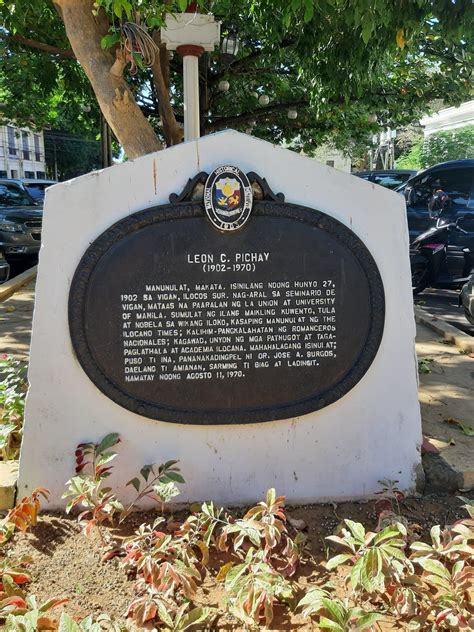 LEON C. PICHAY
(1902-1970)
MANUNULAT, MAKATA. ISINILANG NOONG HUNYO 27,
1902 SA VIGAN, ILOCOS SUR. NAG-ARAL SA SEMINARIO DE
VIGAN, MATAAS NA PAARALAN NG LA UNION AT UNIVERSITY
OF MANILA. SUMULAT NG ILANG MAIKLING KUWENTO, TULA
AT NOBELA SA WIKANG ILOKO, KASAPING MANUNULAT NG THE
ILOCANO TIMES; KALIHIM-PANGKALAHATAN NG ROMANCEROS
NACIONALES; KAGAWAD, UNYON NG MGA PATNUGOT AT TAGA-
PAGLATHALA AT ACADEMIA ILOCANA. MAHAHALAGANG ISINULAT;
PUSO TI INA, PANANAKADINGPEL NI DR. JOSE A. BURGOS,
DAELANG TI AMIANAN, SARMING TI BIAG AT LADINGIT.
NAMATAY NOONG AGOSTO 11, 1970.